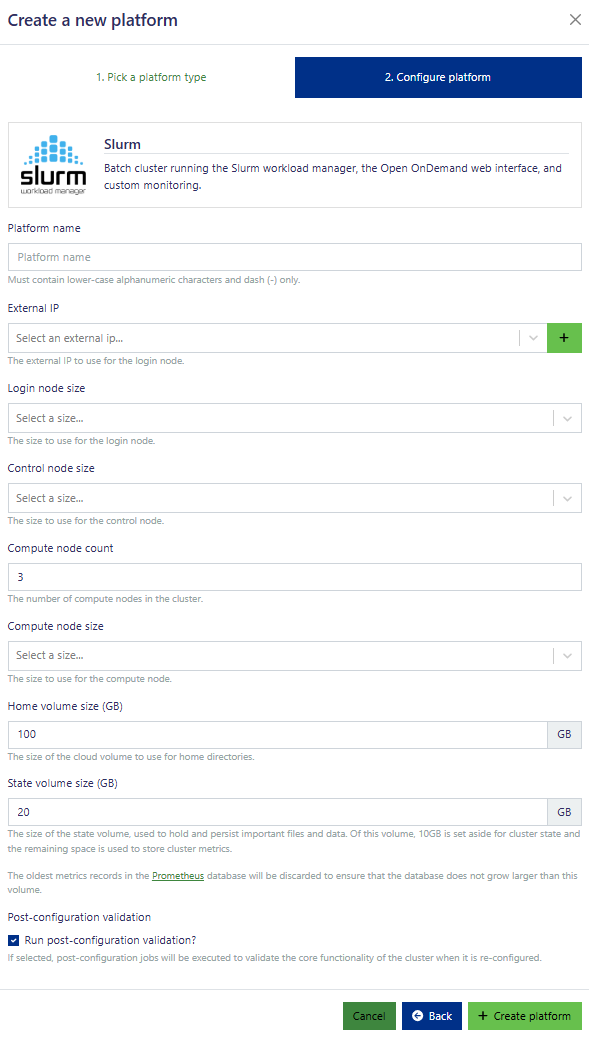 Create a new platform
1. Pick a platform type
2. Configure platform
slurm
workload manager
Slurm
Batch cluster running the Slurm workload manager, the Open OnDemand web interface, and
custom monitoring.
Platform name
Platform name
Must contain lower-case alphanumeric characters and dash (-) only.
External IP
Select an external ip...
+
The external IP to use for the login node.
Login node size
Select a size...
The size to use for the login node.
Control node size
Select a size...
The size to use for the control node.
Compute node count
3
The number of compute nodes in the cluster.
Compute node size
Select a size...
The size to use for the compute node.
Home volume size (GB)
100
GB
The size of the cloud volume to use for home directories.
State volume size (GB)
20
GB
The size of the state volume, used to hold and persist important files and data. Of this volume, 10GB is set aside for cluster state and
the remaining space is used to store cluster metrics.
The oldest metrics records in the Prometheus database will be discarded to ensure that the database does not grow larger than this
volume.
Post-configuration validation
Run post-configuration validation?
If selected, post-configuration jobs will be executed to validate the core functionality of the cluster when it is re-configured.
Cancel
Back
+ Create platform